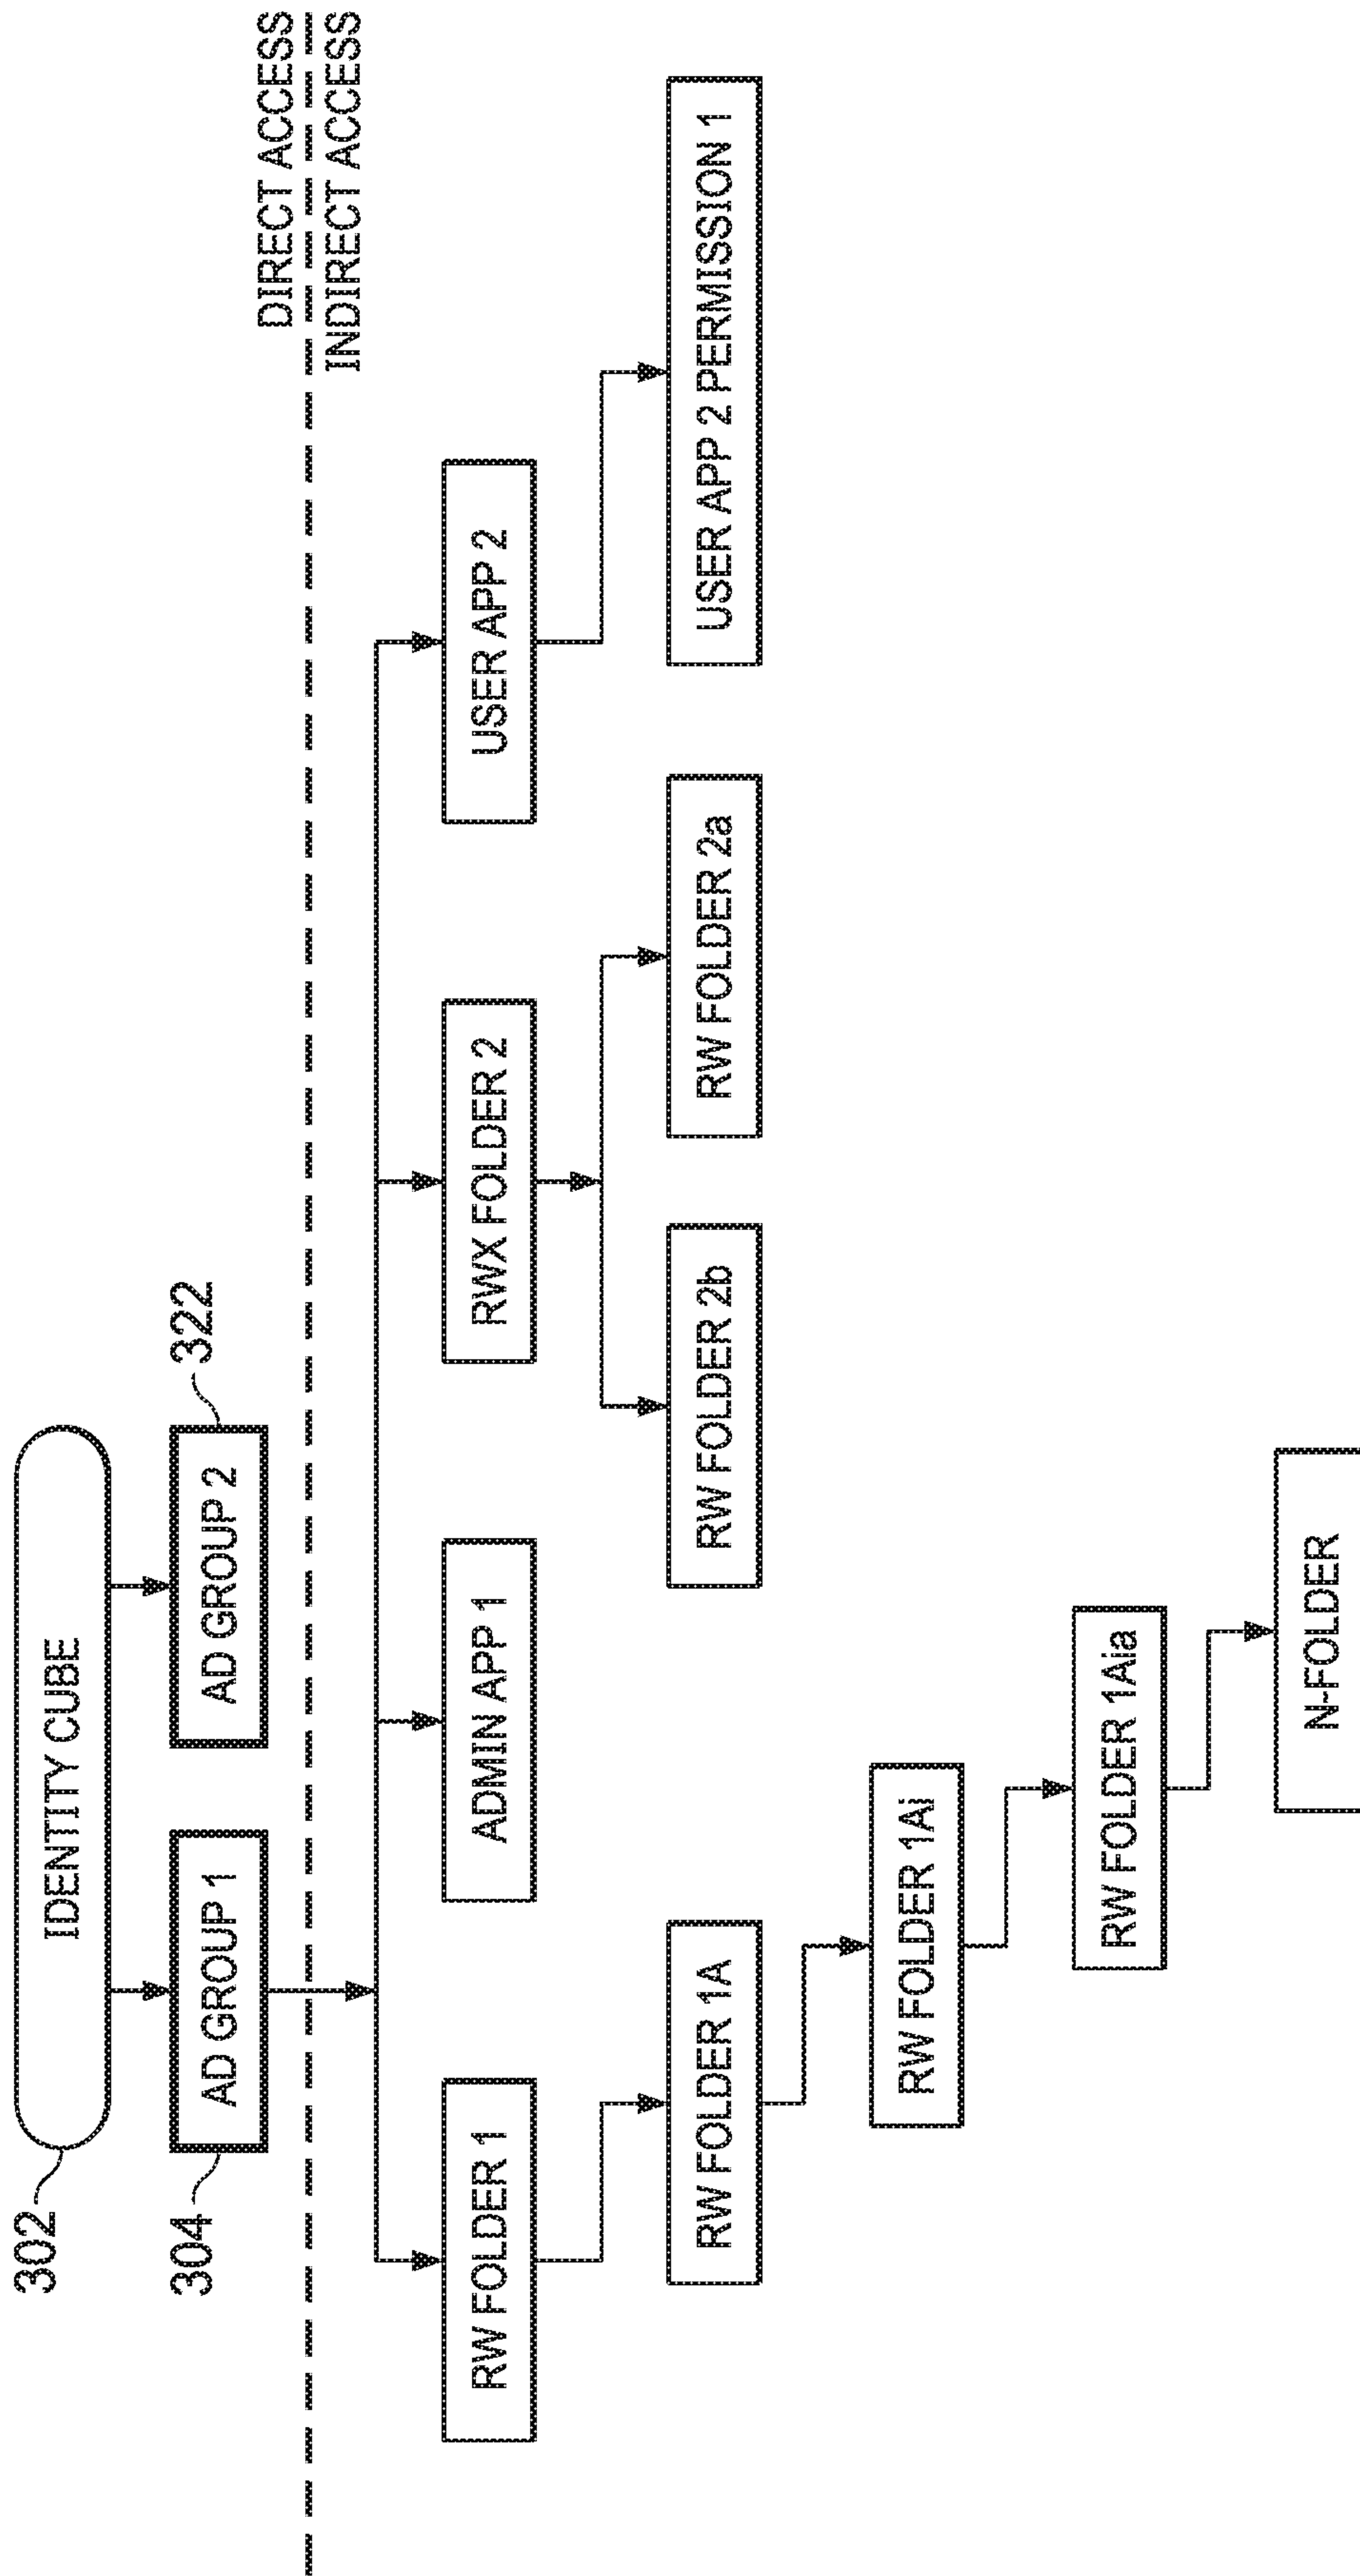 302
IDENTITY CUBE
304
AD GROUP 1
AD GROUP 2
322
DIRECT ACCESS
INDIRECT ACCESS
RW FOLDER 1
ADMIN APP 1
RWX FOLDER 2
USER APP 2
RW FOLDER 1A
RW FOLDER 2b
RW FOLDER 2a
USER APP 2 PERMISSION 1
RW FOLDER 1Ai
RW FOLDER 1Aia
N-FOLDER